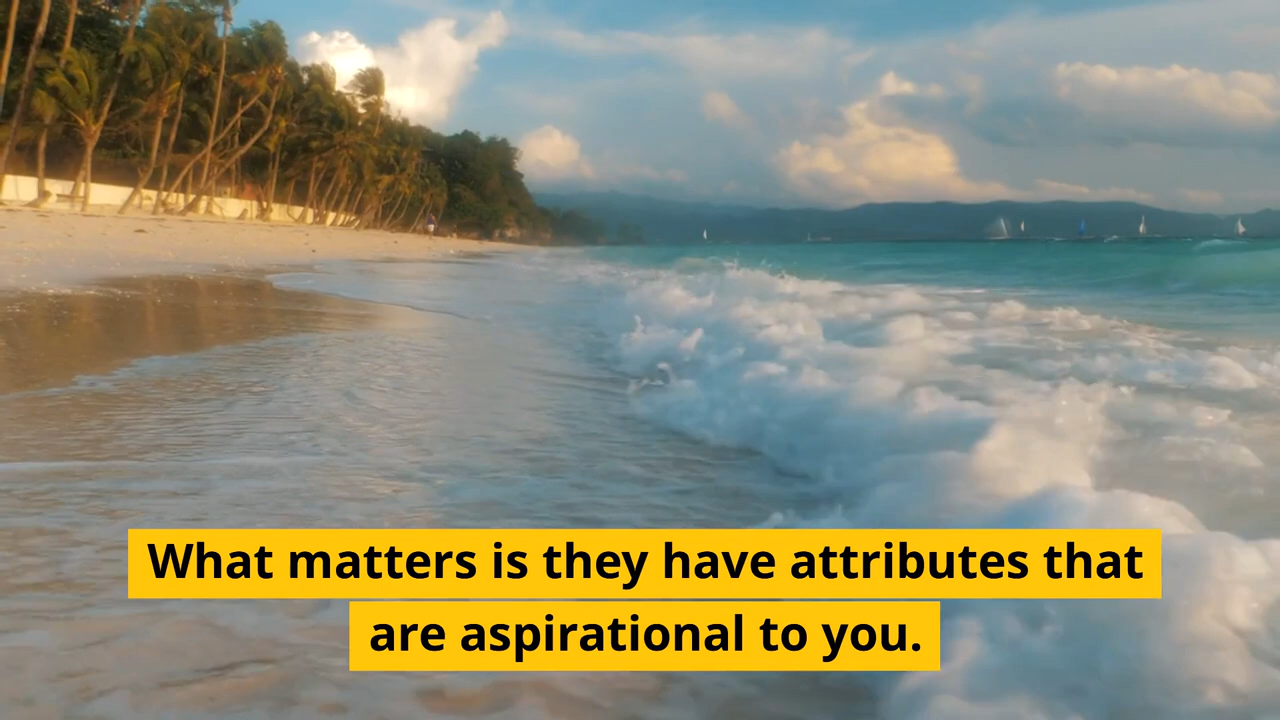 What matters is they have attributes that
are aspirational to you.